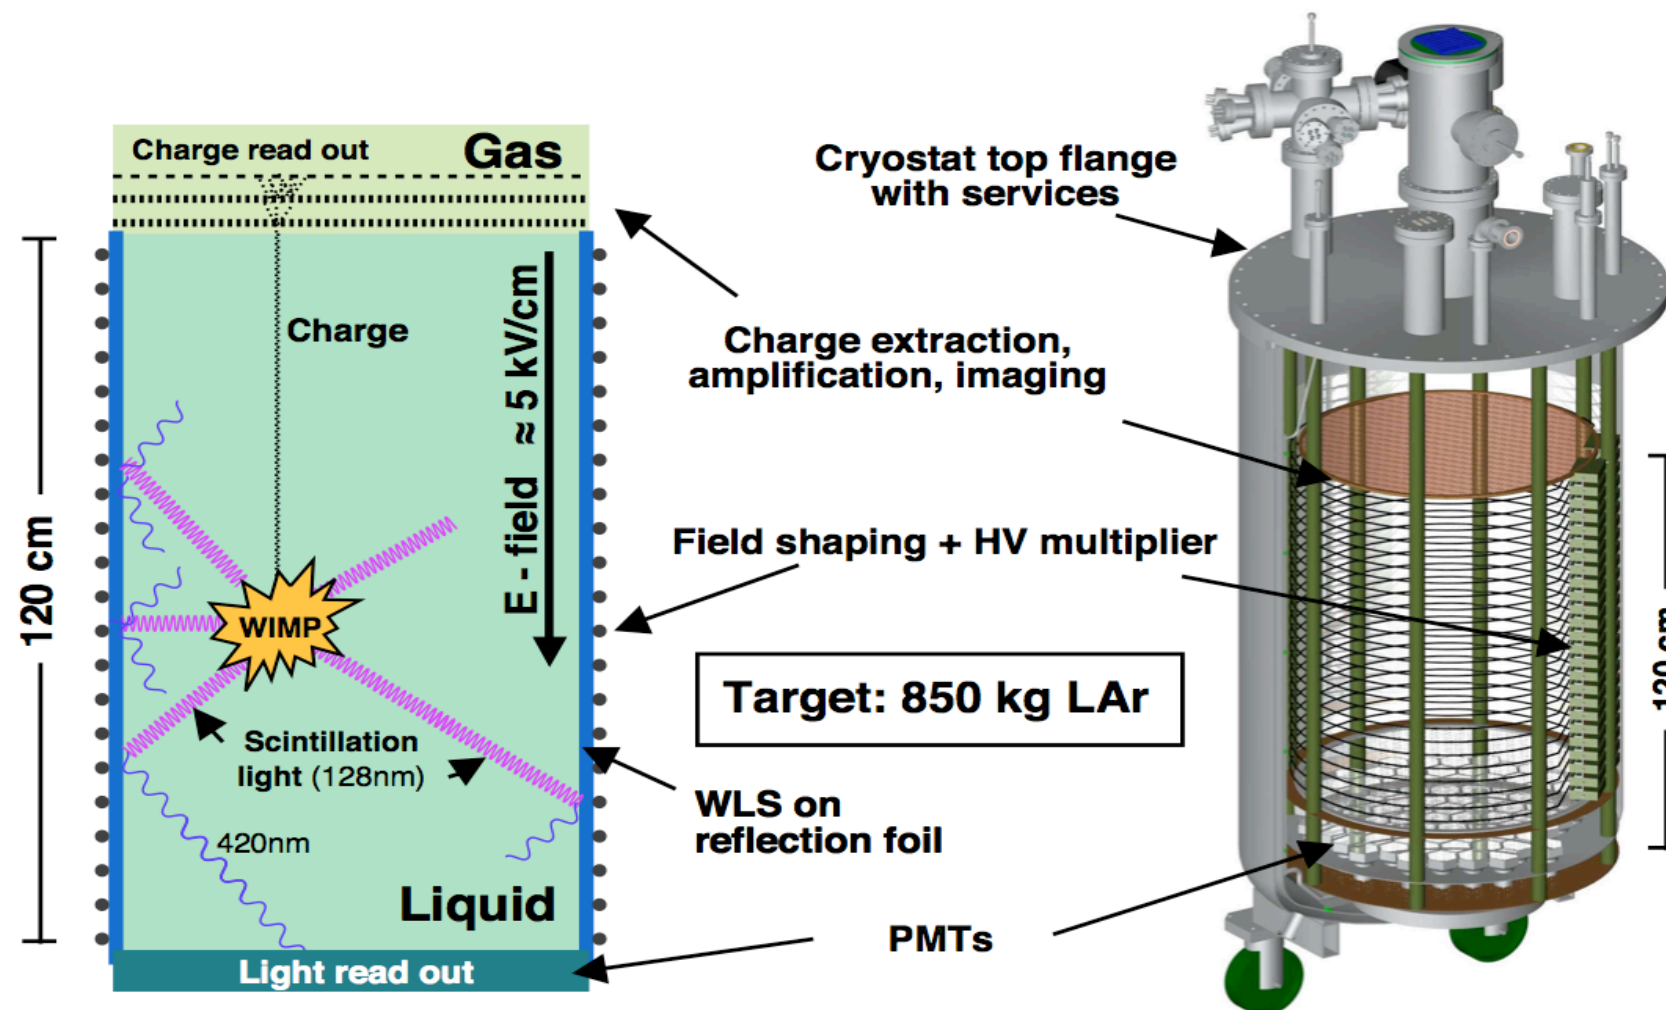 Charge read out
Gas
Charge
E - field ≈ 5 kV/cm
120 cm
WIMP
Scintillation
light (128nm)
420nm
Liquid
Light read out
Cryostat top flange
with services
Charge extraction,
amplification, imaging
Field shaping + HV multiplier
Target: 850 kg LAr
WLS on
reflection foil
PMTs
120 cm